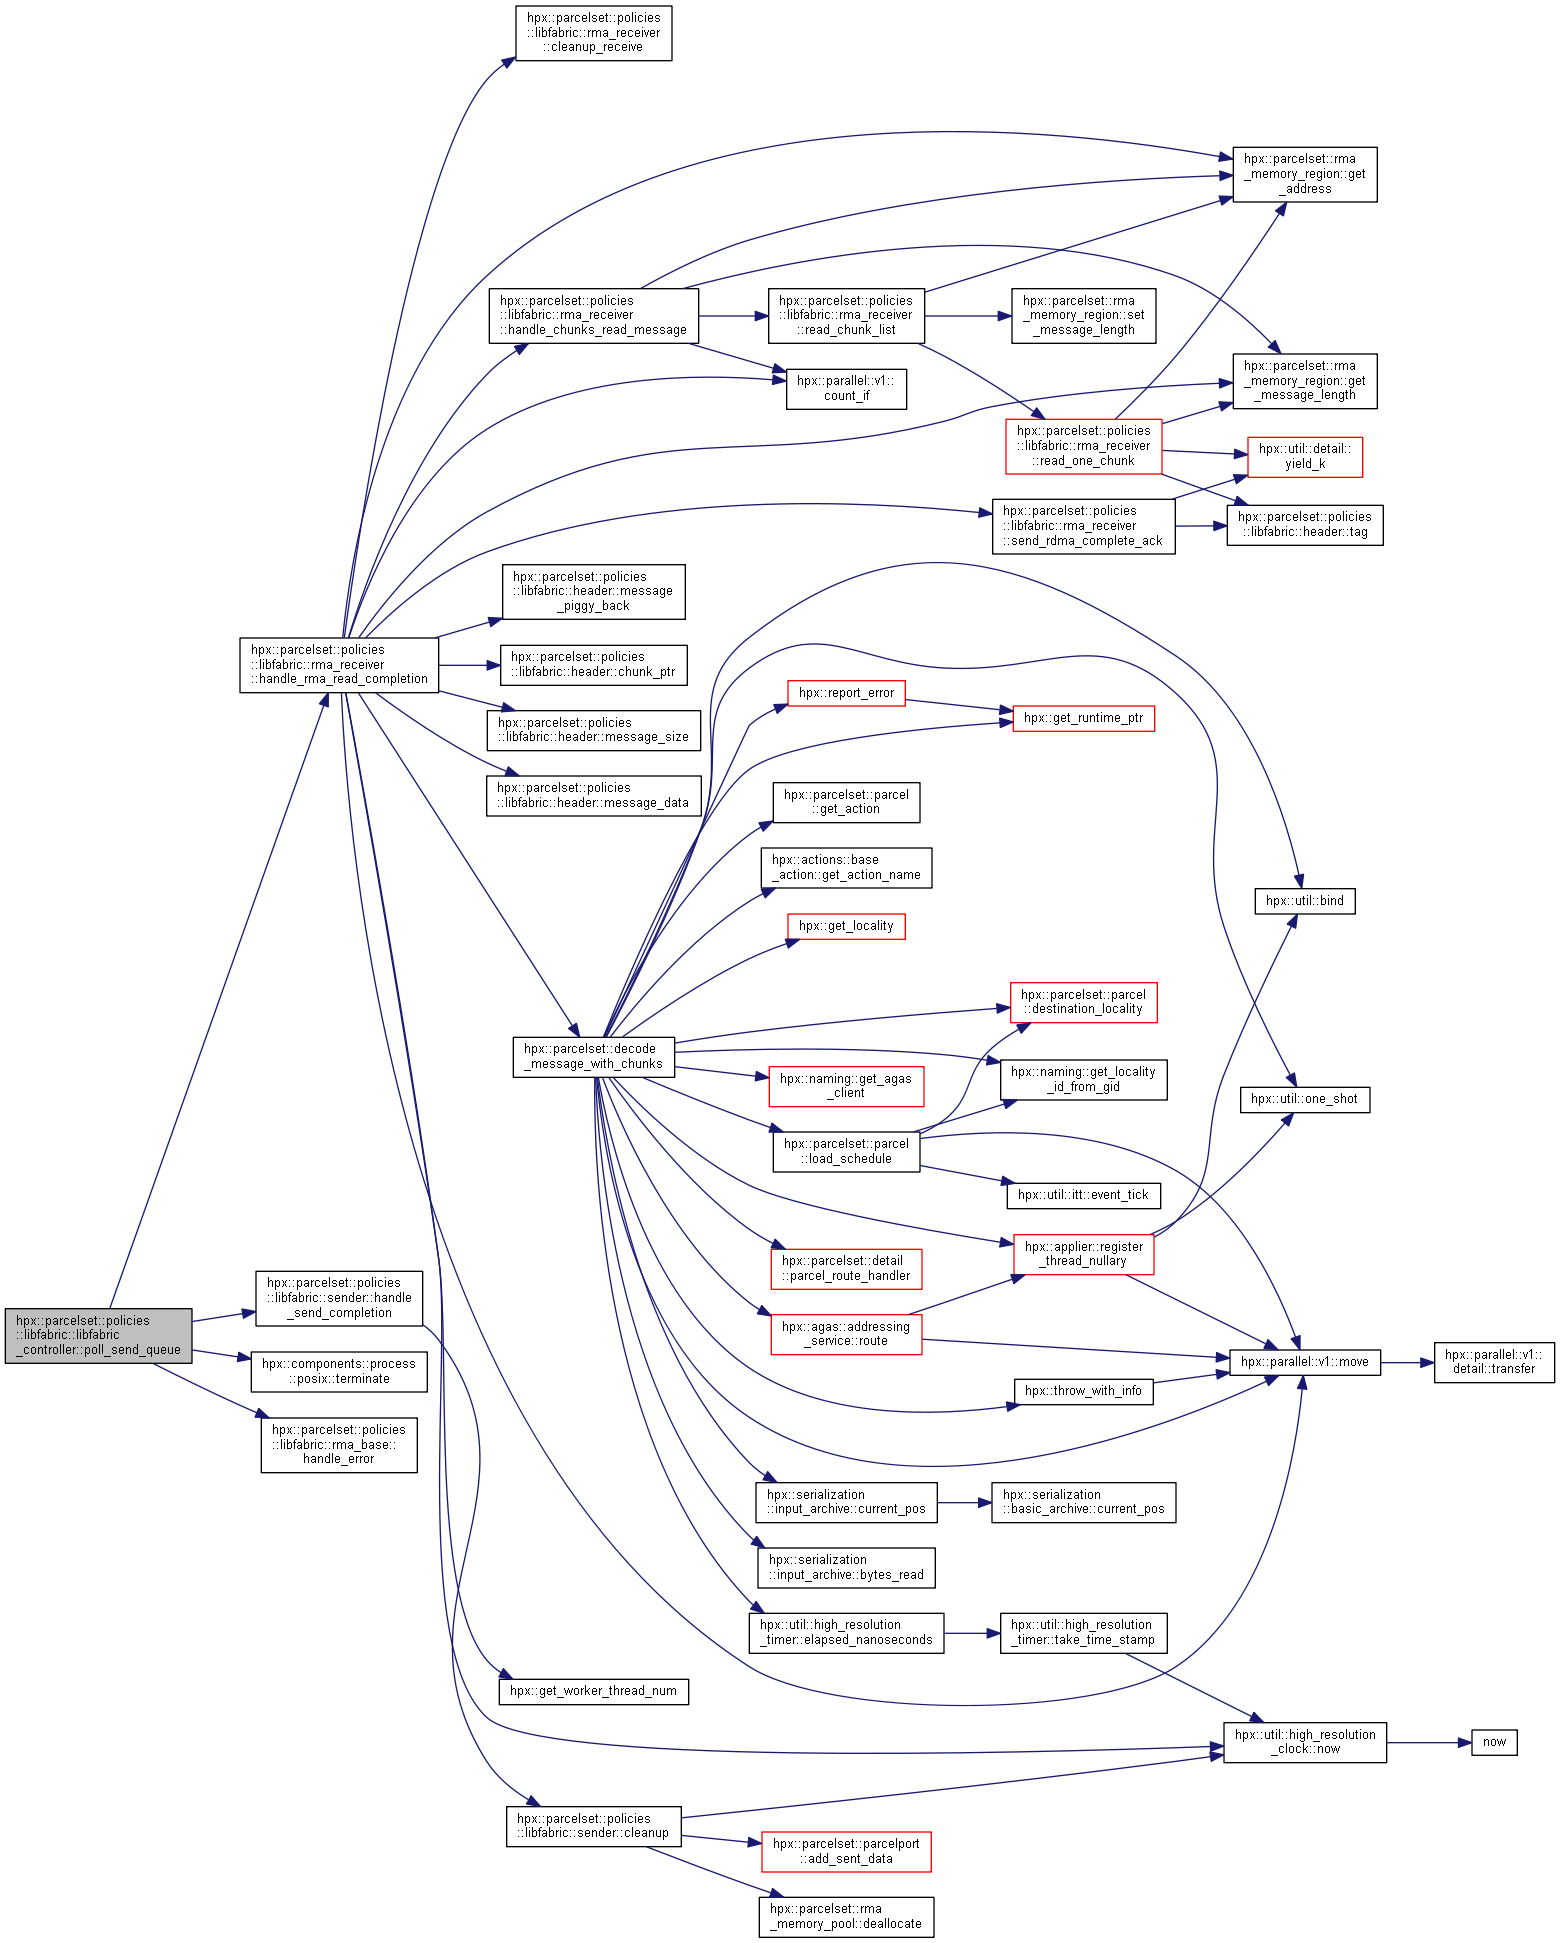 hpx::parcelset::policies
::libfabric::rma_receiver
::cleanup_receive
hpx::parcelset::rma
_memory_region::get
_address
hpx::parcelset::policies
::libfabric::rma_receiver
::handle_chunks_read_message
hpx::parcelset::policies
::libfabric::rma_receiver
::read_chunk_list
hpx::parcelset::rma
_memory_region::set
_message_length
hpx::parallel::v1::
count_if
hpx::parcelset::rma
_memory_region::get
_message_length
hpx::parcelset::policies
::libfabric::rma_receiver
::read_one_chunk
hpx::util::detail::
yield_k
hpx::parcelset::policies
::libfabric::rma_receiver
::send_rdma_complete_ack
hpx::parcelset::policies
::libfabric::header::tag
hpx::parcelset::policies
::libfabric::header::message
_piggy_back
hpx::parcelset::policies
::libfabric::rma_receiver
::handle_rma_read_completion
hpx::parcelset::policies
::libfabric::header::chunk_ptr
hpx::parcelset::policies
::libfabric::header::message_size
hpx::parcelset::policies
::libfabric::header::message_data
hpx::report_error
hpx::get_runtime_ptr
hpx::parcelset::parcel
::get_action
hpx::actions::base
_action::get_action_name
hpx::util::bind
hpx::get_locality
hpx::parcelset::parcel
::destination_locality
hpx::parcelset::decode
_message_with_chunks
hpx::naming::get_agas
_client
hpx::naming::get_locality
_id_from_gid
hpx::util::one_shot
hpx::parcelset::parcel
::load_schedule
hpx::util::itt::event_tick
hpx::applier::register
_thread_nullary
hpx::parcelset::detail
::parcel_route_handler
hpx::parcelset::policies
::libfabric::sender::handle
_send_completion
hpx::parcelset::policies
::libfabric::libfabric
_controller::poll_send_queue
hpx::agas::addressing
_service::route
hpx::parallel::v1::move
hpx::parallel::v1::
detail::transfer
hpx::components::process
::posix::terminate
hpx::throw_with_info
hpx::parcelset::policies
::libfabric::rma_base::
handle_error
hpx::serialization
::input_archive::current_pos
hpx::serialization
::basic_archive::current_pos
hpx::serialization
::input_archive::bytes_read
hpx::util::high_resolution
_timer::elapsed_nanoseconds
hpx::util::high_resolution
_timer::take_time_stamp
hpx::get_worker_thread_num
hpx::util::high_resolution
_clock::now
now
hpx::parcelset::policies
::libfabric::sender::cleanup
hpx::parcelset::parcelport
::add_sent_data
hpx::parcelset::rma
_memory_pool::deallocate